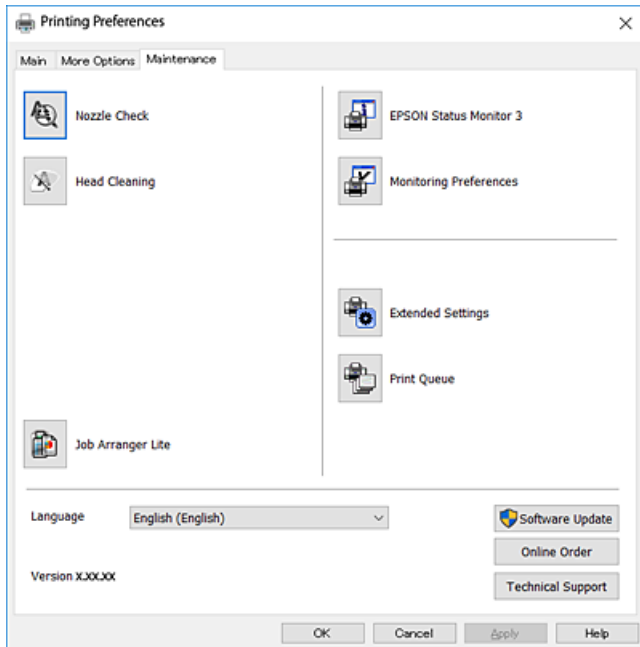 Printing Preferences
Main More Options Maintenance
Nozzle Check
Head Cleaning
Job Arranger Lite
EPSON Status Monitor 3
Monitoring Preferences
Extended Settings
Print Queue
Language English (English)
Version X.XX.XX
Software Update
Online Order
Technical Support
OK Cancel Apply Help